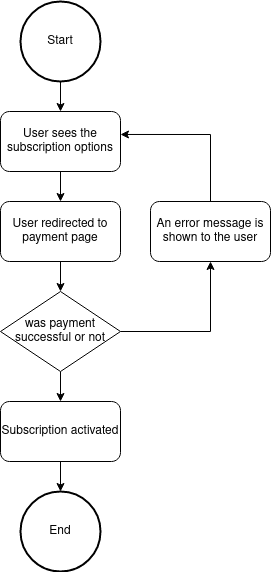 Start
User sees the
subscription options
User redirected to
payment page
An error message is
shown to the user
was payment
successful or not
Subscription activated
End